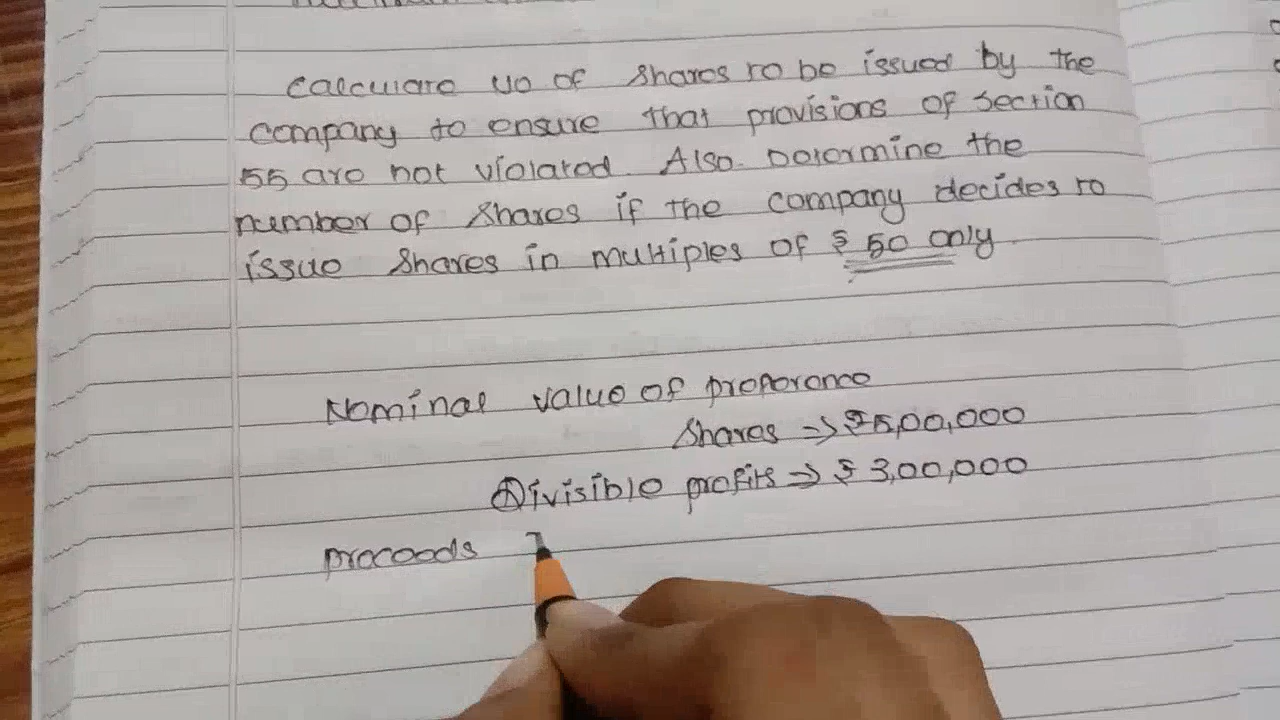 Calculate no of shares to be issued by the
company to ensure that provisions of section
55 are not violated. Also Determine the
number of shares if the company decides to
issue shares in multiples of ₹ 50 only
Nominal value of preference
shares => ₹5,00,000
Divisible profits => ₹ 3,00,000
proceeds